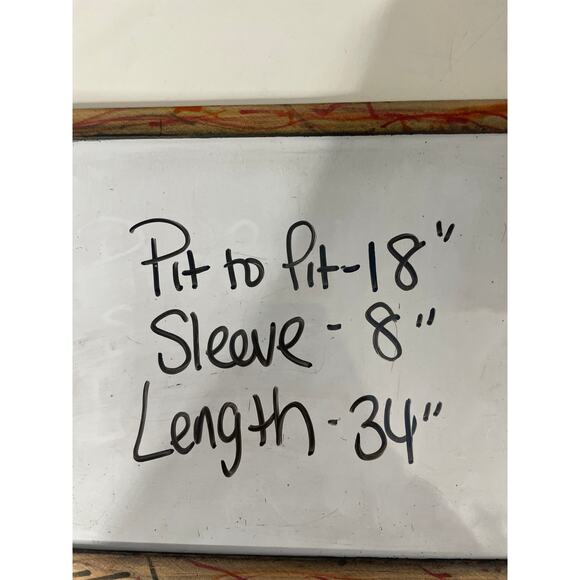 Pit to Pit-18"
Sleeve - 8"
Length - 34"